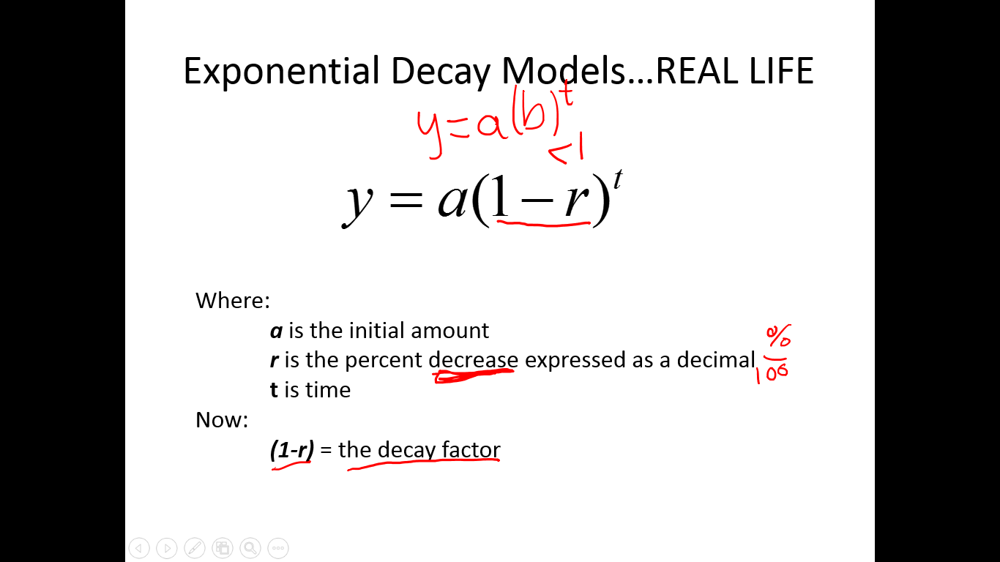 Exponential Decay Models...REAL LIFE
y=a(b)^t
<1
y = a(1 − r)^t
Where:
a is the initial amount
%
r is the percent decrease expressed as a decimal
100
t is time
Now:
(1-r) = the decay factor